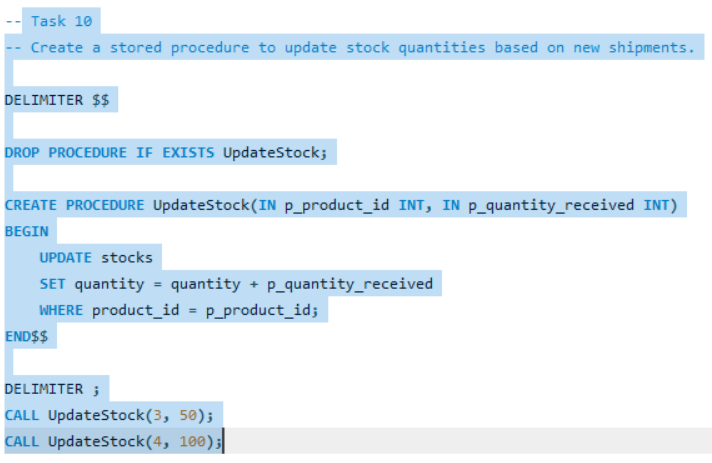 -- Task 10
-- Create a stored procedure to update stock quantities based on new shipments.
DELIMITER $$
DROP PROCEDURE IF EXISTS UpdateStock;
CREATE PROCEDURE UpdateStock(IN p_product_id INT, IN p_quantity_received INT)
BEGIN
    UPDATE stocks
    SET quantity = quantity + p_quantity_received
    WHERE product_id = p_product_id;
END$$
DELIMITER ;
CALL UpdateStock(3, 50);
CALL UpdateStock(4, 100);